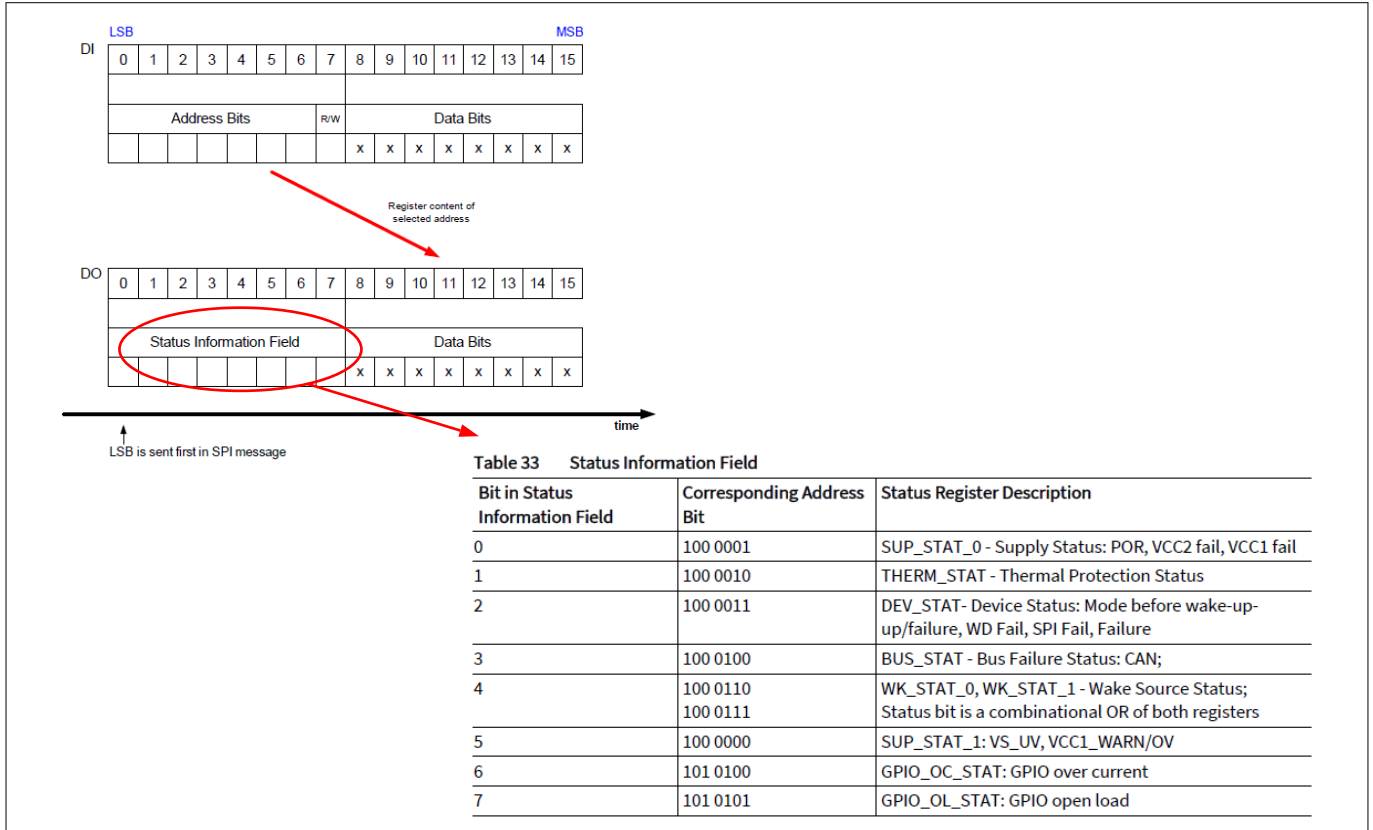 LSB MSB
DI 0 1 2 3 4 5 6 7 8 9 10 11 12 13 14 15
Address Bits R/W Data Bits
x x x x x x x x
Register content of
selected address
DO 0 1 2 3 4 5 6 7 8 9 10 11 12 13 14 15
Status Information Field Data Bits
x x x x x x x x
time
LSB is sent first in SPI message
Table 33 Status Information Field
Bit in Status Information Field Corresponding Address Bit Status Register Description
0 100 0001 SUP_STAT_0 - Supply Status: POR, VCC2 fail, VCC1 fail
1 100 0010 THERM_STAT - Thermal Protection Status
2 100 0011 DEV_STAT- Device Status: Mode before wake-up-
up/failure, WD Fail, SPI Fail, Failure
3 100 0100 BUS_STAT - Bus Failure Status: CAN;
4 100 0110 WK_STAT_0, WK_STAT_1 - Wake Source Status;
100 0111 Status bit is a combinational OR of both registers
5 100 0000 SUP_STAT_1: VS_UV, VCC1_WARN/OV
6 101 0100 GPIO_OC_STAT: GPIO over current
7 101 0101 GPIO_OL_STAT: GPIO open load